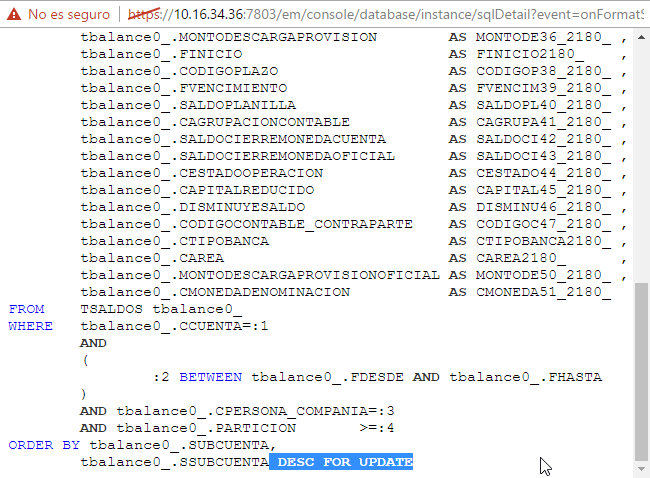 No es seguro | https://10.16.34.36:7803/em/console/database/instance/sqlDetail?event=onFormatS
tbalance0_.MONTODESCARGAPROVISION AS MONTODE36_2180_ ,
tbalance0_.FINICIO AS FINICIO2180_ ,
tbalance0_.CODIGOPLAZO AS CODIGOP38_2180_ ,
tbalance0_.FVENCIMIENTO AS FVENCIM39_2180_ ,
tbalance0_.SALDOPLANILLA AS SALDOPL40_2180_ ,
tbalance0_.CAGRUPACIONCONTABLE AS CAGRUPA41_2180_ ,
tbalance0_.SALDOCIERREMONEDACUENTA AS SALDOCI42_2180_ ,
tbalance0_.SALDOCIERREMONEDAOFICIAL AS SALDOCI43_2180_ ,
tbalance0_.CESTADOOPERACION AS CESTADO44_2180_ ,
tbalance0_.CAPITALREDUCIDO AS CAPITAL45_2180_ ,
tbalance0_.DISMINUYESALDO AS DISMINU46_2180_ ,
tbalance0_.CODIGOCONTABLE_CONTRAPARTE AS CODIGOC47_2180_ ,
tbalance0_.CTIPOBANCA AS CTIPOBANCA2180_ ,
tbalance0_.CAREA AS CAREA2180_ ,
tbalance0_.MONTODESCARGAPROVISIONOFICIAL AS MONTODE50_2180_ ,
tbalance0_.CMONEDADENOMINACION AS CMONEDA51_2180_
FROM TSALDOS tbalance0_
WHERE tbalance0_.CCUENTA=:1
AND
(
:2 BETWEEN tbalance0_.FDESDE AND tbalance0_.FHASTA
)
AND tbalance0_.CPERSONA_COMPANIA=:3
AND tbalance0_.PARTICION >=:4
ORDER BY tbalance0_.SUBCUENTA,
tbalance0_.SSUBCUENTA DESC FOR UPDATE